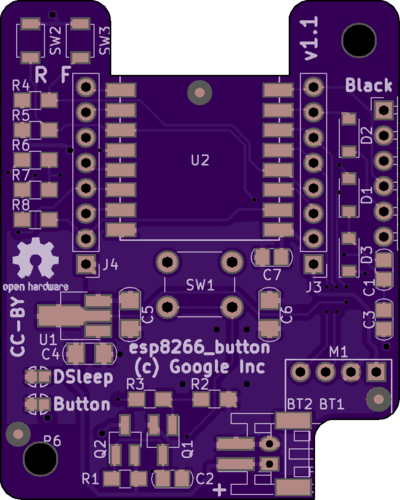 SW2
SW3
v1.1
R F
Black
R4
R5
D2
R6
U2
R7
D1
R8
D3
J4
C7
J3
open hardware
SW1
C1
CC-BY
C5
C6
C3
U1
C4
esp8266_button
(c) Google Inc
M1
DSleep
R3
R2
Button
BT2 BT1
R6
Q2
Q1
R1
C2
+